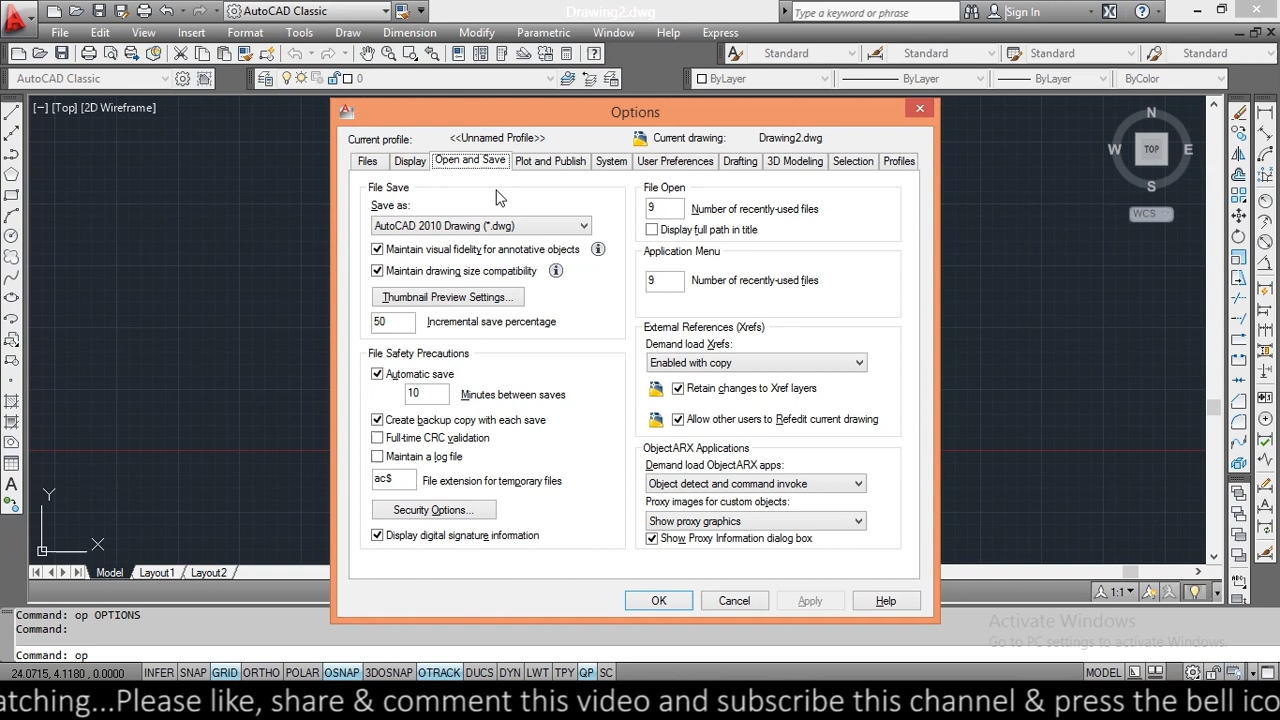 AutoCAD Classic
Drawing2.dwg
Type a keyword or phrase
Sign In
File Edit View Insert Format Tools Draw Dimension Modify Parametric Window Help Express
Standard Standard Standard Standard
AutoCAD Classic
0
ByLayer ByLayer ByLayer ByColor
[−] [Top] [2D Wireframe]
Options
Current profile: <<Unnamed Profile>> Current drawing: Drawing2.dwg
Files Display Open and Save Plot and Publish System User Preferences Drafting 3D Modeling Selection Profiles
File Save
Save as:
AutoCAD 2010 Drawing (*.dwg)
Maintain visual fidelity for annotative objects
Maintain drawing size compatibility
Thumbnail Preview Settings...
50 Incremental save percentage
File Safety Precautions
Automatic save
10 Minutes between saves
Create backup copy with each save
Full-time CRC validation
Maintain a log file
ac$ File extension for temporary files
Security Options...
Display digital signature information
File Open
9 Number of recently-used files
Display full path in title
Application Menu
9 Number of recently-used files
External References (Xrefs)
Demand load Xrefs:
Enabled with copy
Retain changes to Xref layers
Allow other users to Refedit current drawing
ObjectARX Applications
Demand load ObjectARX apps:
Object detect and command invoke
Proxy images for custom objects:
Show proxy graphics
Show Proxy Information dialog box
OK Cancel Apply Help
N
W TOP E
S
WCS
Y
X
Model Layout1 Layout2
1:1
Command: op OPTIONS
Command:
Command: op
Activate Windows
Go to PC settings to activate Windows.
24.0715, 4.1180, 0.0000 INFER SNAP GRID ORTHO POLAR OSNAP 3DOSNAP OTRACK DUCS DYN LWT TPY QP SC MODEL
atching...Please like, share & comment this video and subscribe this channel & press the bell ico